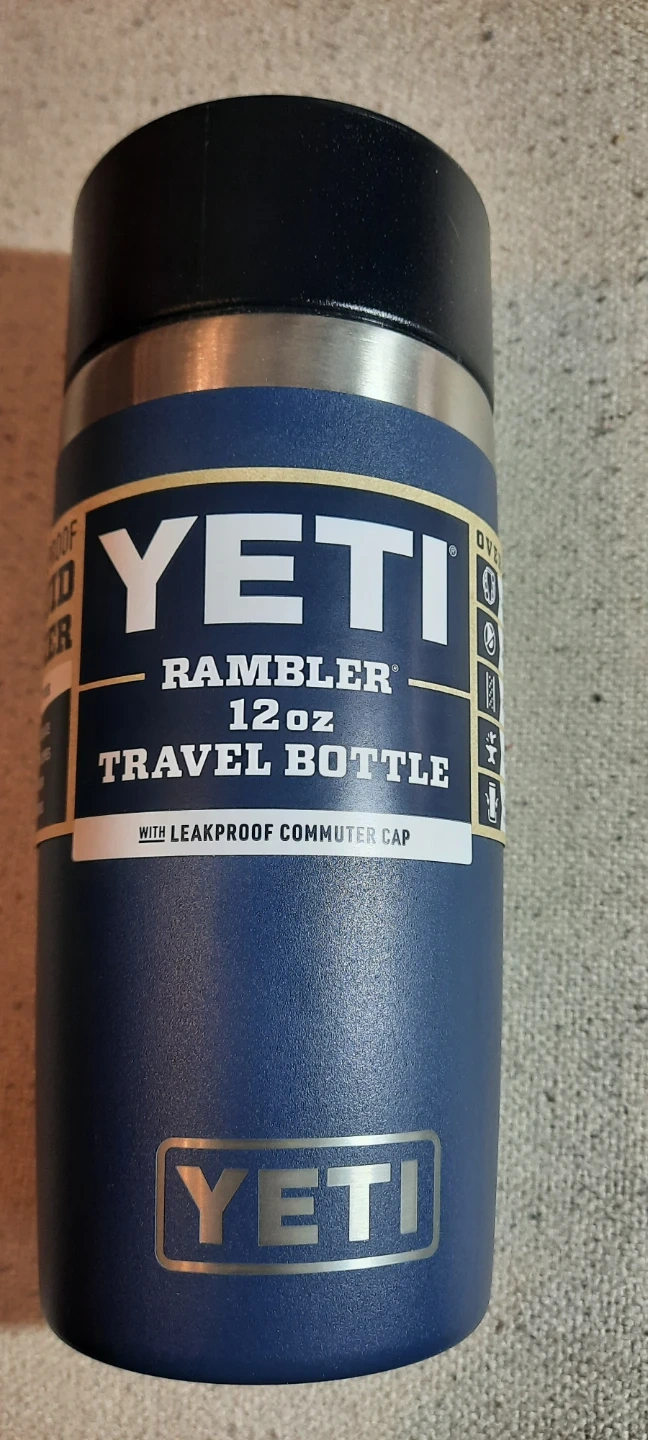 YETI®
RAMBLER®
12 oz
TRAVEL BOTTLE
WITH LEAKPROOF COMMUTER CAP
YETI